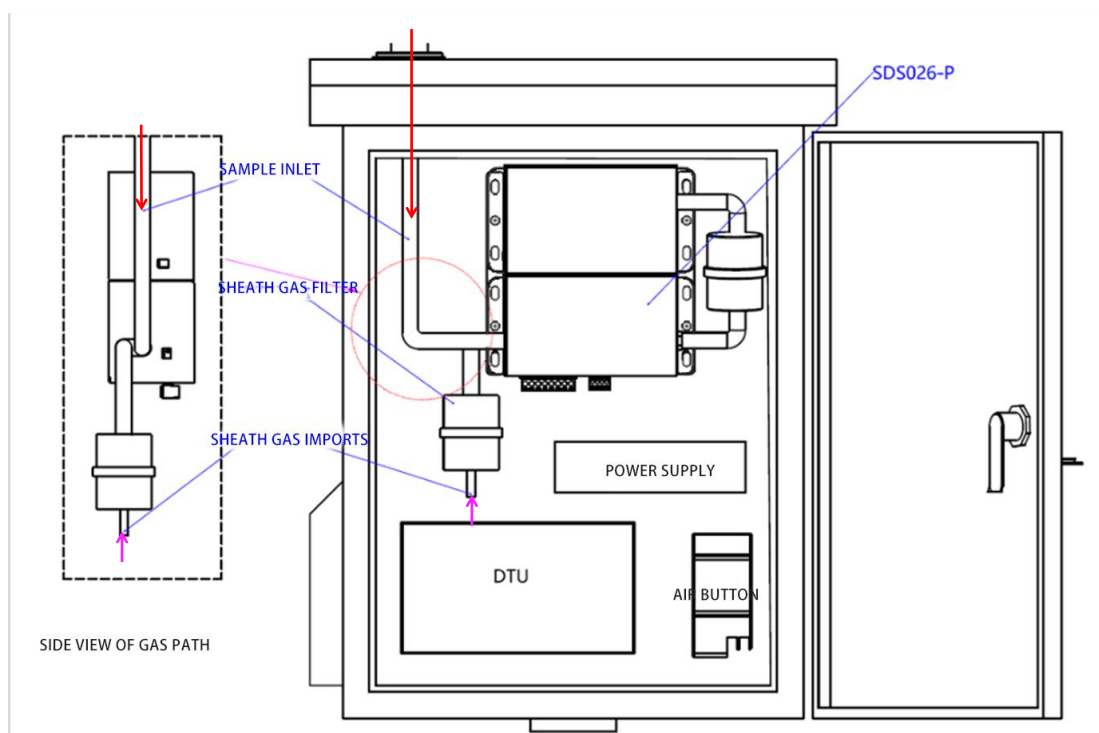 SDS026-P
SAMPLE INLET
SHEATH GAS FILTER
SHEATH GAS IMPORTS
POWER SUPPLY
DTU
AIR BUTTON
SIDE VIEW OF GAS PATH